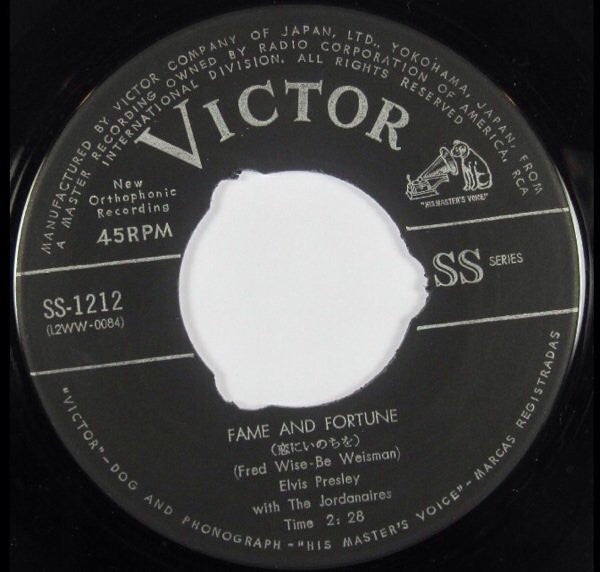 MANUFACTURED BY VICTOR COMPANY OF JAPAN, LTD., YOKOHAMA, JAPAN, FROM
A MASTER RECORDING OWNED BY RADIO CORPORATION OF AMERICA, RCA
INTERNATIONAL DIVISION. ALL RIGHTS RESERVED
VICTOR
"HIS MASTER'S VOICE"
New
Orthophonic
Recording
45RPM
SS SERIES
SS-1212
(L2WW-0084)
FAME AND FORTUNE
(恋にいのちを)
(Fred Wise-Be Weisman)
Elvis Presley
with The Jordanaires
Time 2:28
"VICTOR"-DOG AND PHONOGRAPH-"HIS MASTER'S VOICE"-MARCAS REGISTRADAS